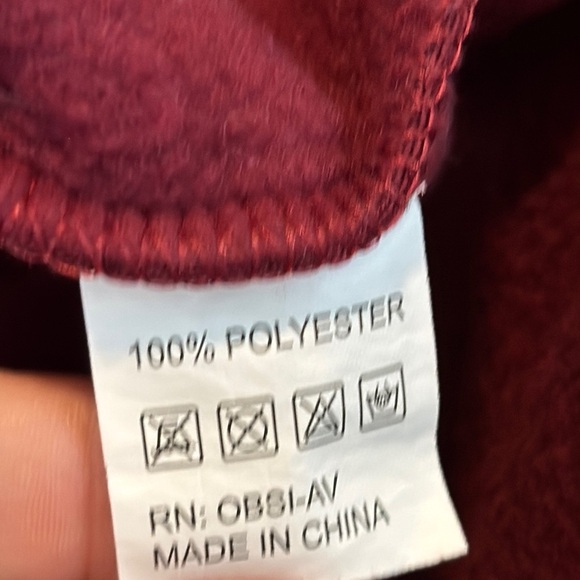 100% POLYESTER
RN: OBSI-AV
MADE IN CHINA